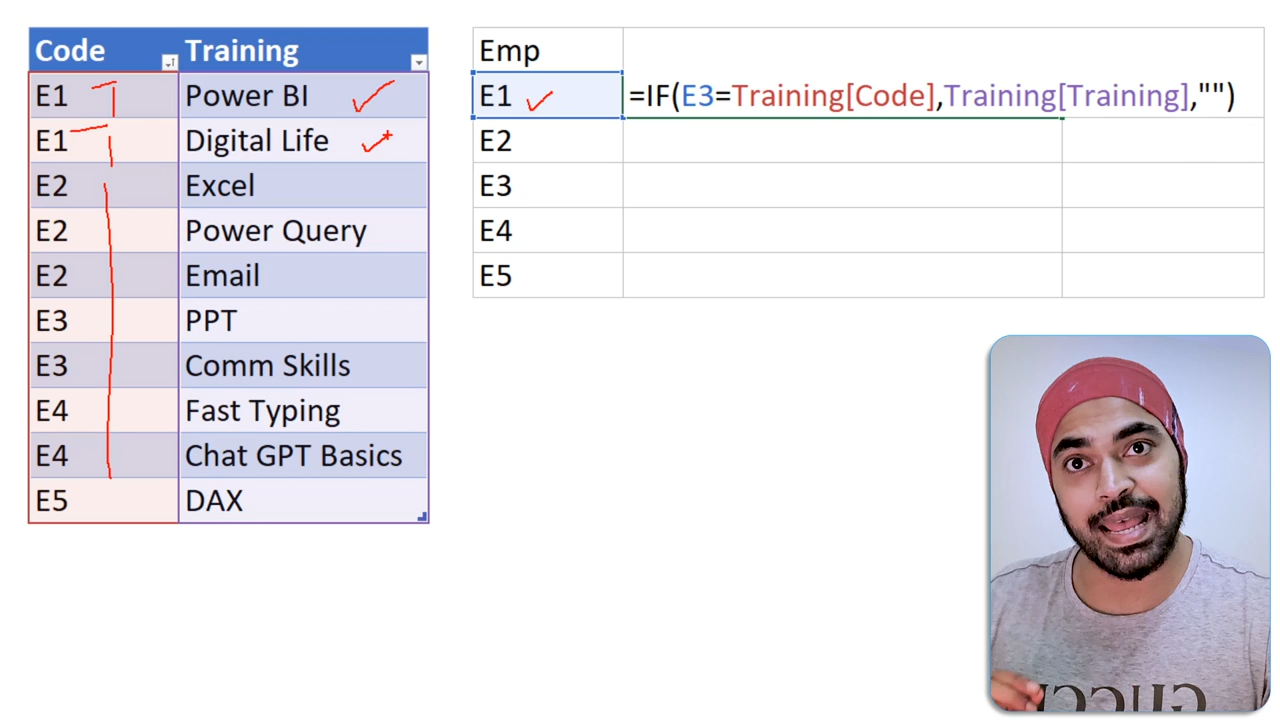 Code Training
E1 Power BI
E1 Digital Life
E2 Excel
E2 Power Query
E2 Email
E3 PPT
E3 Comm Skills
E4 Fast Typing
E4 Chat GPT Basics
E5 DAX
Emp
E1 =IF(E3=Training[Code],Training[Training],"")
E2
E3
E4
E5
GUCCI